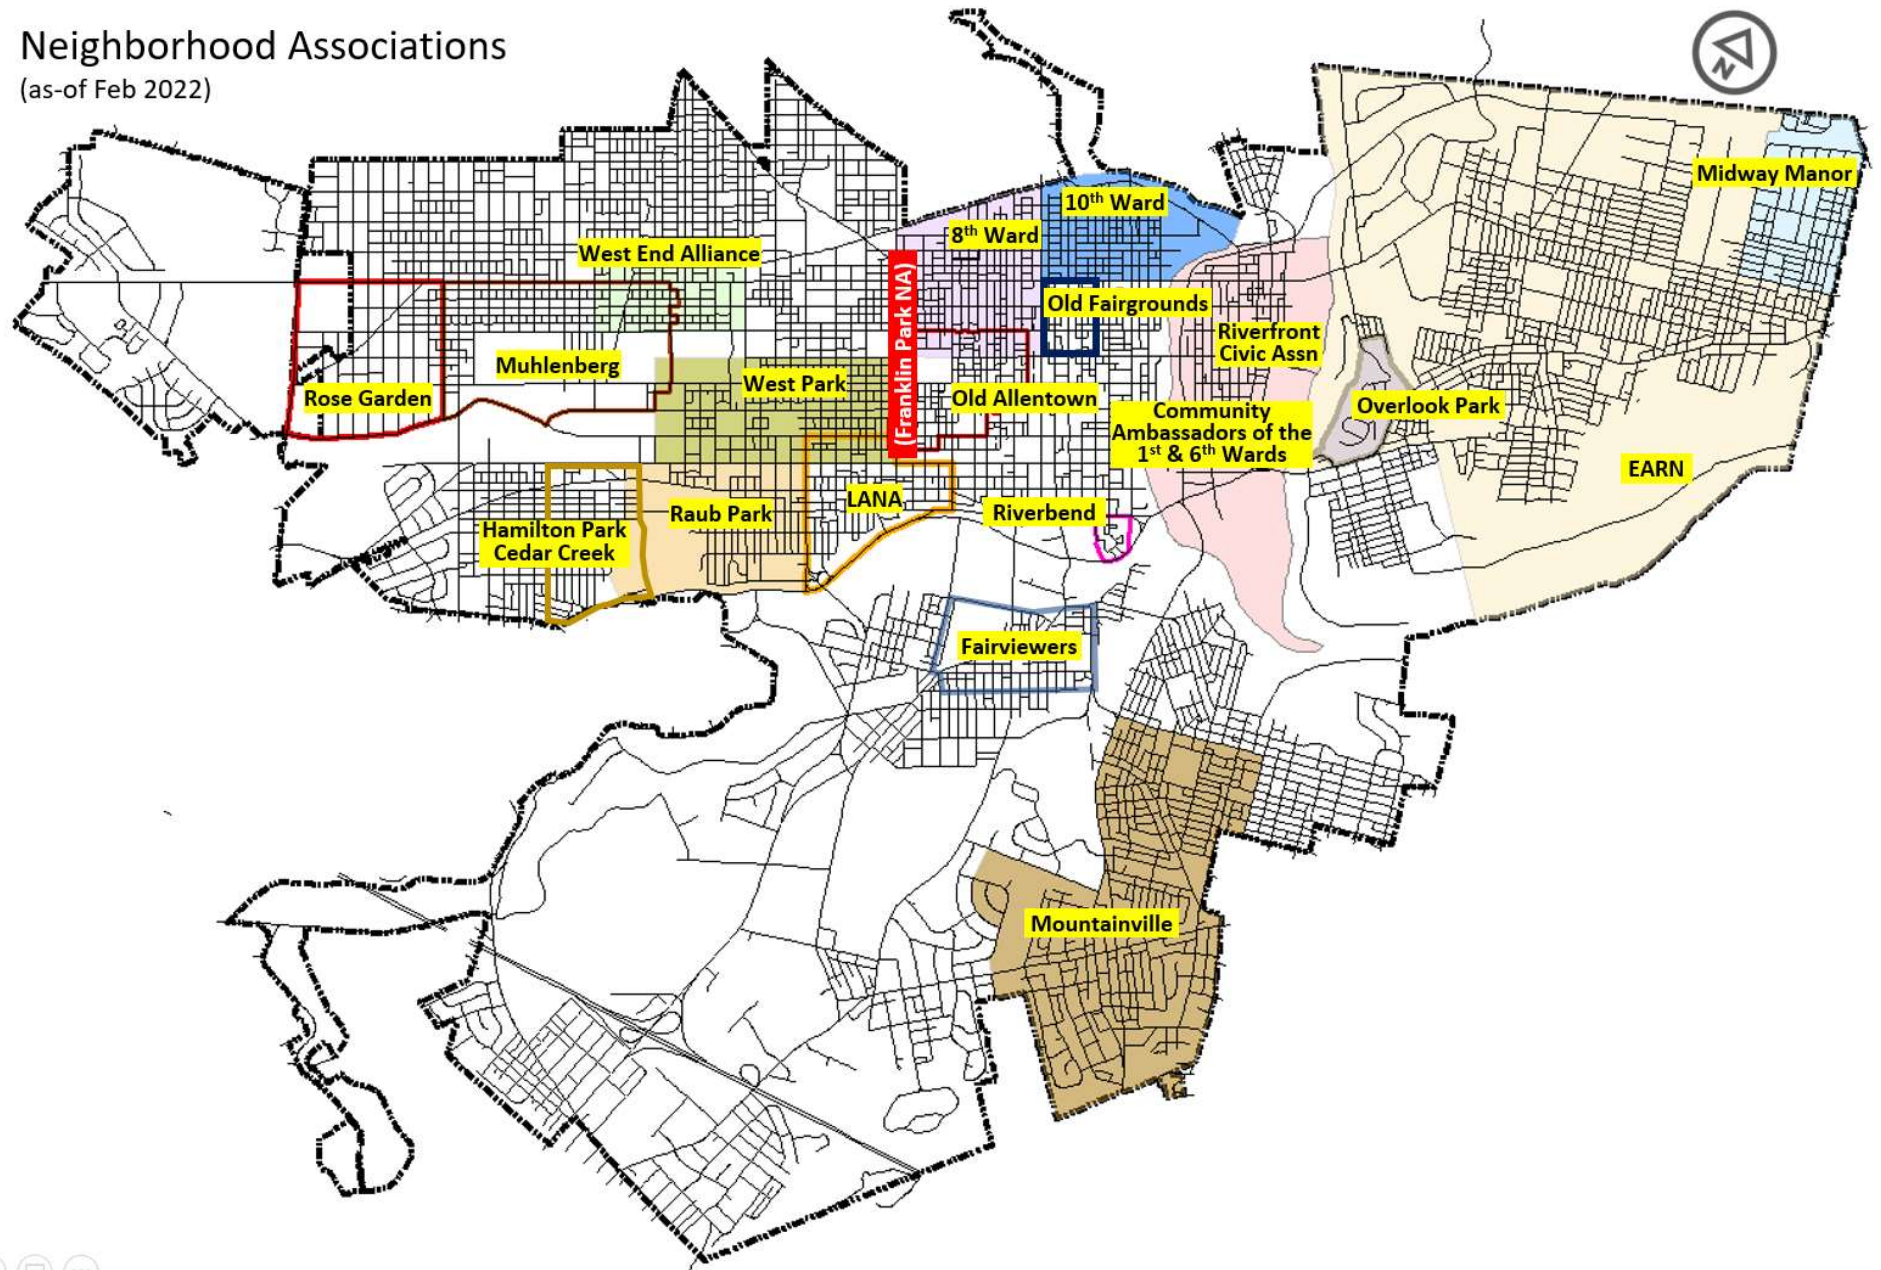 Neighborhood Associations
(as-of Feb 2022)
N
Midway Manor
10th Ward
8th Ward
West End Alliance
(Franklin Park NA)
Old Fairgrounds
Riverfront
Civic Assn
Muhlenberg
West Park
Rose Garden
Old Allentown
Overlook Park
Community
Ambassadors of the
1st & 6th Wards
EARN
LANA
Raub Park
Riverbend
Hamilton Park
Cedar Creek
Fairviewers
Mountainville